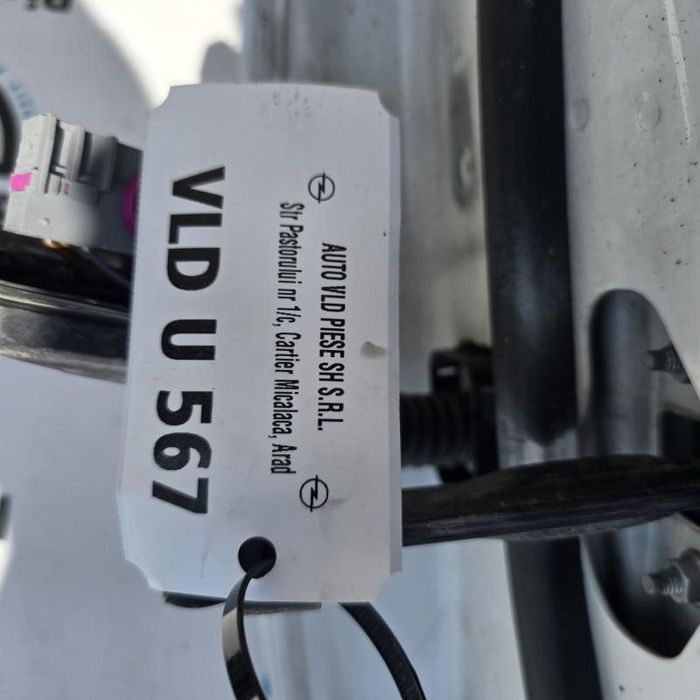 AUTO VLD PIESE SH S.R.L.
Str Pastorului nr 1/c, Cartier Micalaca, Arad
VLD U 567